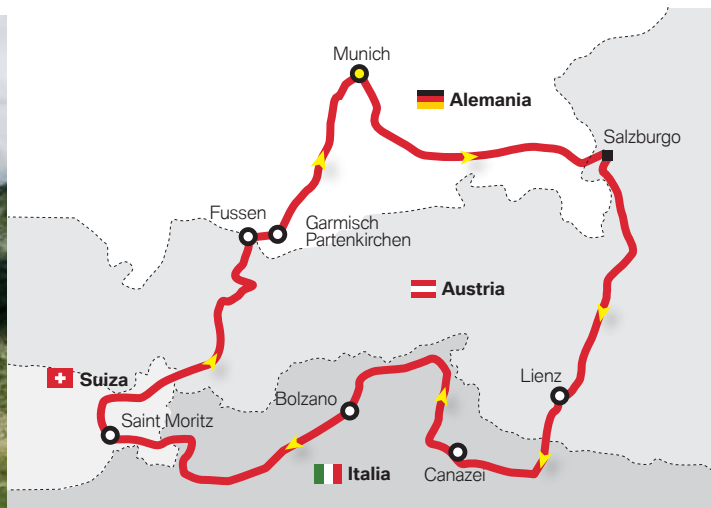 Munich
Alemania
Salzburgo
Fussen
Garmisch
Partenkirchen
Austria
Suiza
Lienz
Bolzano
Saint Moritz
Italia
Canazei